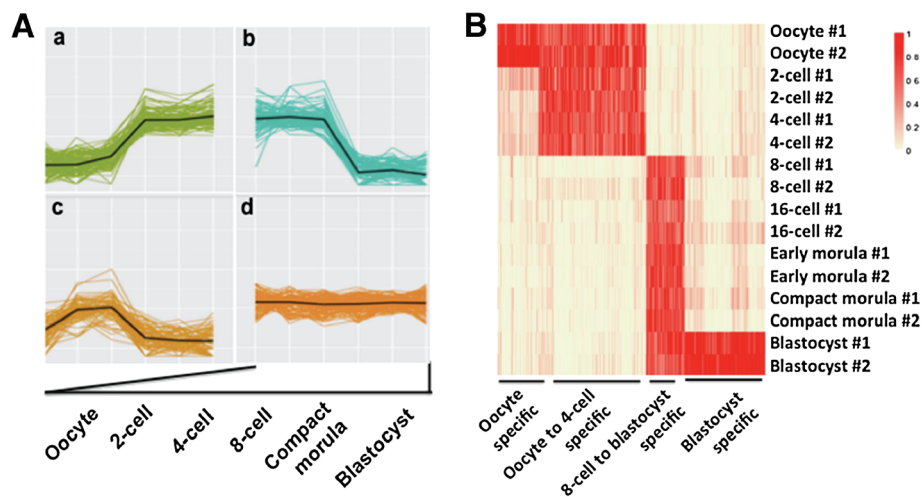 A
a
b
c
d
Oocyte
2-cell
4-cell
8-cell
Compact
morula
Blastocyst
B
Oocyte #1
Oocyte #2
2-cell #1
2-cell #2
4-cell #1
4-cell #2
8-cell #1
8-cell #2
16-cell #1
16-cell #2
Early morula #1
Early morula #2
Compact morula #1
Compact morula #2
Blastocyst #1
Blastocyst #2
1
0 8
0 6
0 4
0 2
0
Oocyte
specific
Oocyte to 4-cell
specific
8-cell to blastocyst
specific
Blastocyst
specific